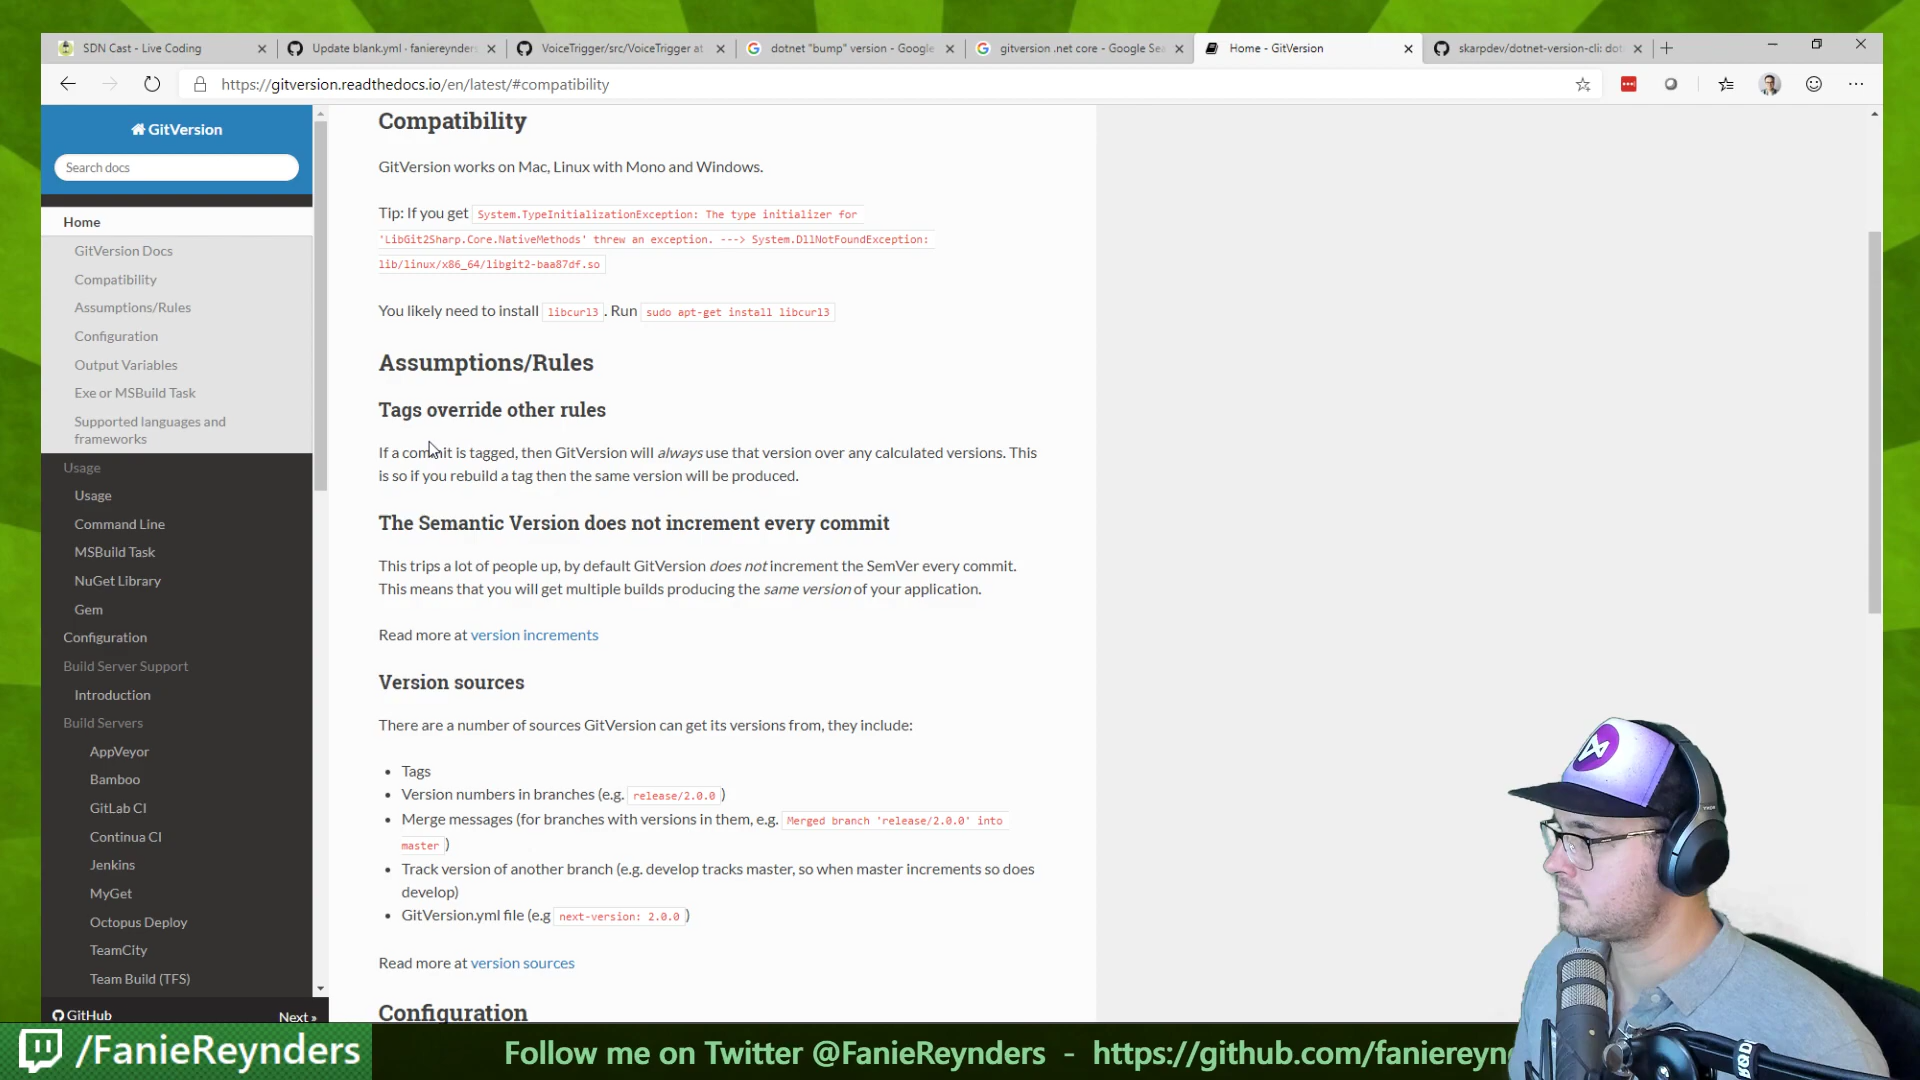 SDN Cast - Live Coding
Update blank.yml · faniereynders
VoiceTrigger/src/VoiceTrigger at
dotnet "bump" version - Google
gitversion .net core - Google Sea
Home - GitVersion
skarpdev/dotnet-version-cli: dot
https://gitversion.readthedocs.io/en/latest/#compatibility
GitVersion
Search docs
Home
GitVersion Docs
Compatibility
Assumptions/Rules
Configuration
Output Variables
Exe or MSBuild Task
Supported languages and
frameworks
Usage
Usage
Command Line
MSBuild Task
NuGet Library
Gem
Configuration
Build Server Support
Introduction
Build Servers
AppVeyor
Bamboo
GitLab CI
Continua CI
Jenkins
MyGet
Octopus Deploy
TeamCity
Team Build (TFS)
GitHub
Next »
Compatibility
GitVersion works on Mac, Linux with Mono and Windows.
Tip: If you get System.TypeInitializationException: The type initializer for
'LibGit2Sharp.Core.NativeMethods' threw an exception. ---> System.DllNotFoundException:
lib/linux/x86_64/libgit2-baa87df.so
You likely need to install libcurl3. Run sudo apt-get install libcurl3
Assumptions/Rules
Tags override other rules
If a commit is tagged, then GitVersion will always use that version over any calculated versions. This
is so if you rebuild a tag then the same version will be produced.
The Semantic Version does not increment every commit
This trips a lot of people up, by default GitVersion does not increment the SemVer every commit.
This means that you will get multiple builds producing the same version of your application.
Read more at version increments
Version sources
There are a number of sources GitVersion can get its versions from, they include:
• Tags
• Version numbers in branches (e.g. release/2.0.0)
• Merge messages (for branches with versions in them, e.g. Merged branch 'release/2.0.0' into
master)
• Track version of another branch (e.g. develop tracks master, so when master increments so does
develop)
• GitVersion.yml file (e.g next-version: 2.0.0)
Read more at version sources
Configuration
/FanieReynders
Follow me on Twitter @FanieReynders - https://github.com/faniereyn